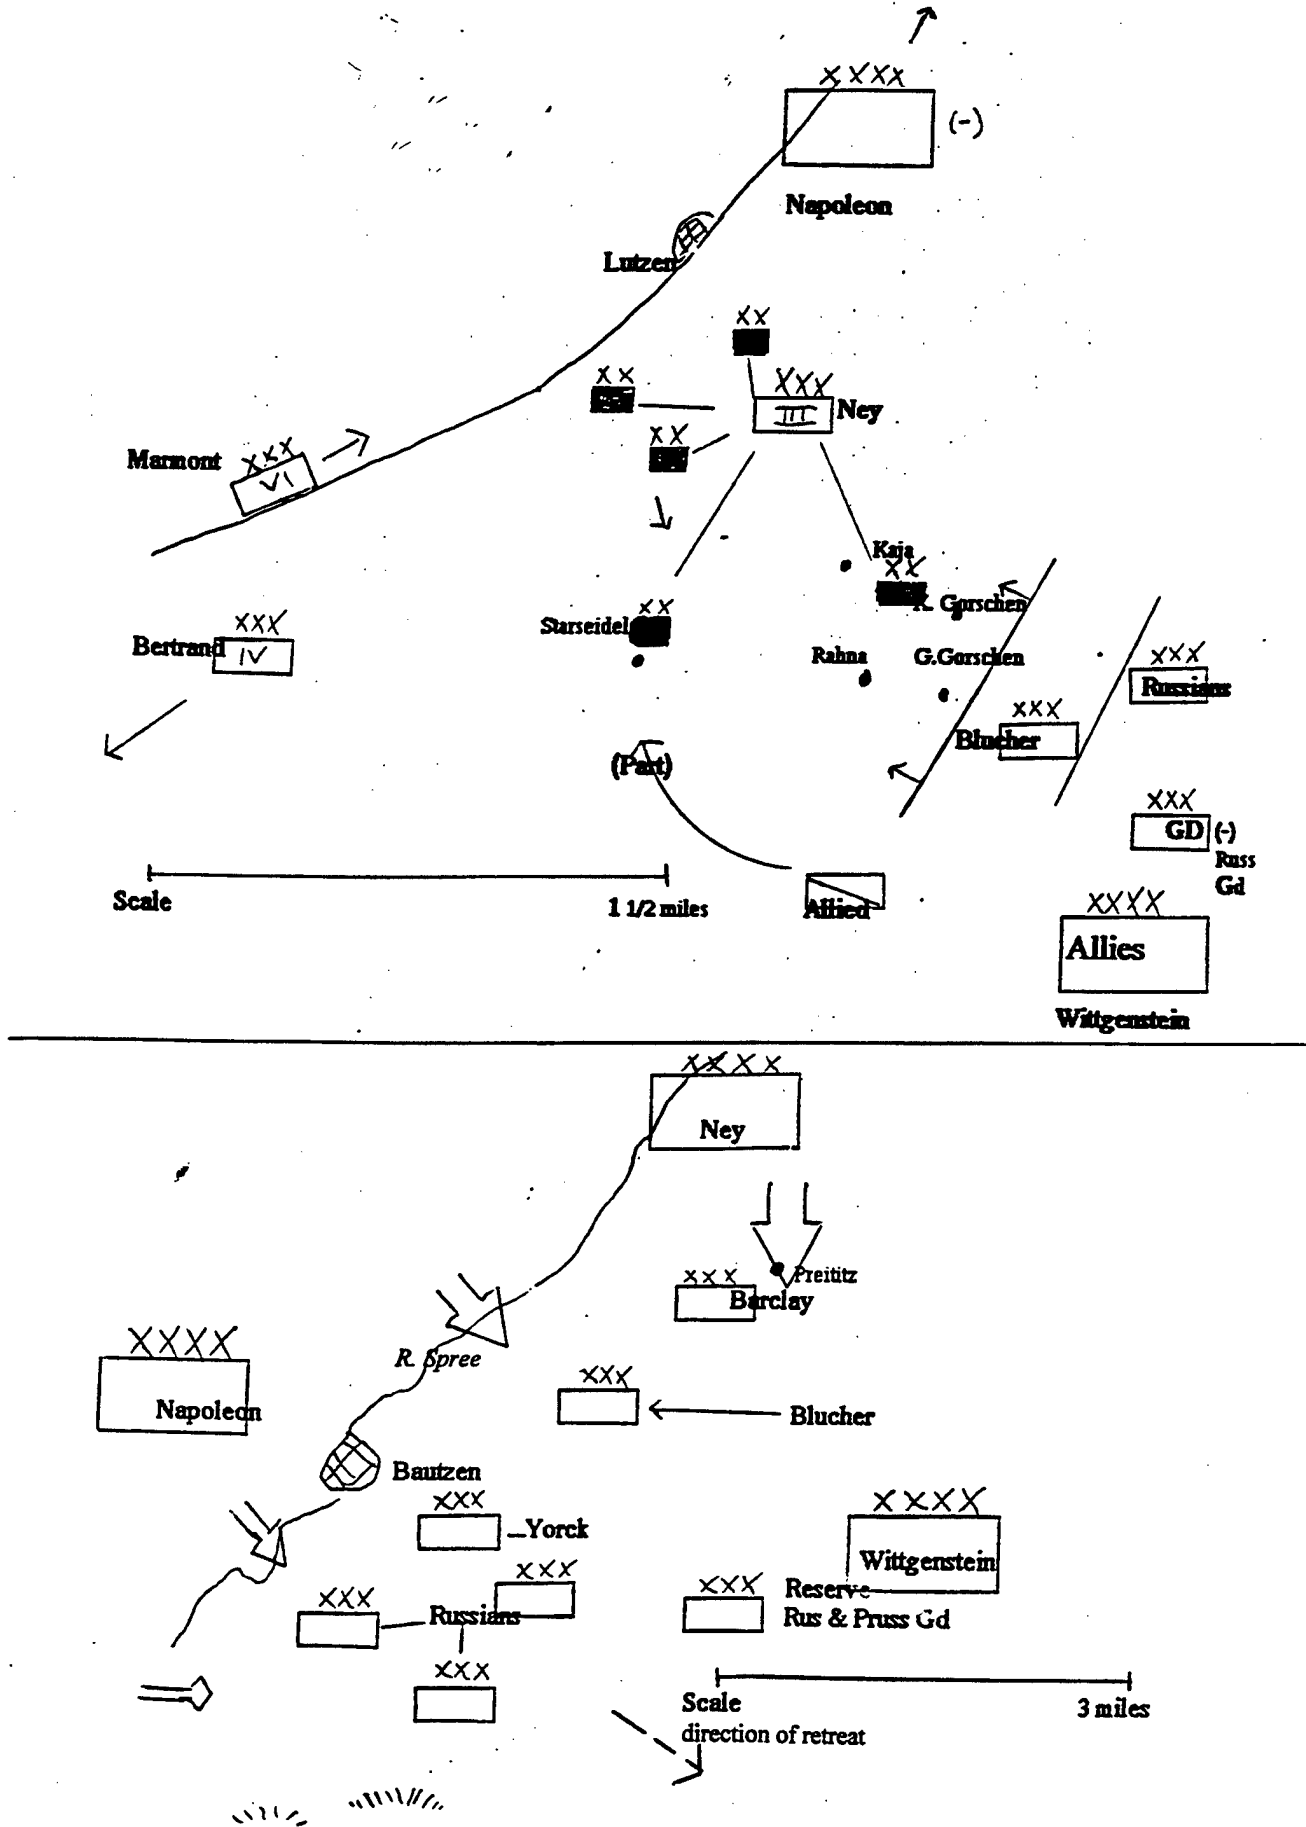 XXXX
(-)
Napoleon
Lutzen
XX
XX
XXX
III Ney
XX
Marmont
XXX
VI
Kaja
XX
K. Gorschen
XXX
Bertrand IV
XX
Starseidel
Rahna
G.Gorschen
XXX
Russians
XXX
Blucher
(Part)
XXX
GD (-)
Russ
Gd
Scale
1 1/2 miles
Allied
XXXX
Allies
Wittgenstein
XXXX
Ney
Preititz
XXX
Barclay
XXXX
Napoleon
R. Spree
XXX
Blucher
Bautzen
XXX
Yorck
XXXX
Wittgenstein
XXX
XXX
Russians
XXX
Reserve
Rus & Pruss Gd
XXX
Scale
3 miles
direction of retreat